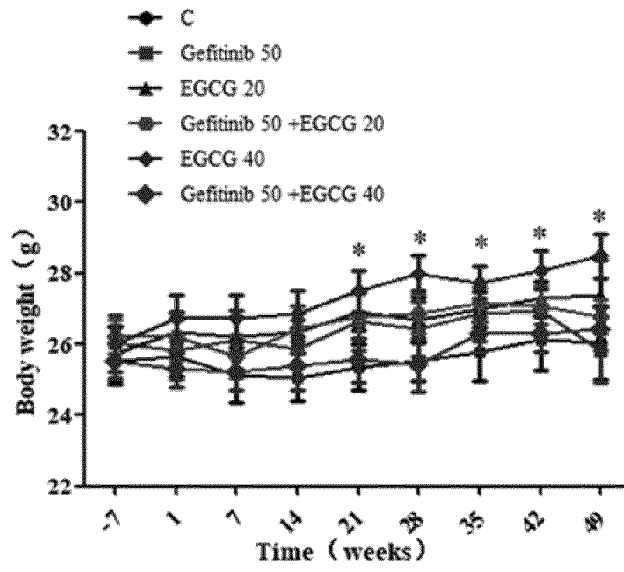 C
Gefitinib 50
EGCG 20
Gefitinib 50 +EGCG 20
EGCG 40
Gefitinib 50 +EGCG 40
32
30
28
26
24
22
Body weight (g)
* * * * *
-7 1 7 14 21 28 35 42 49
Time ( weeks )